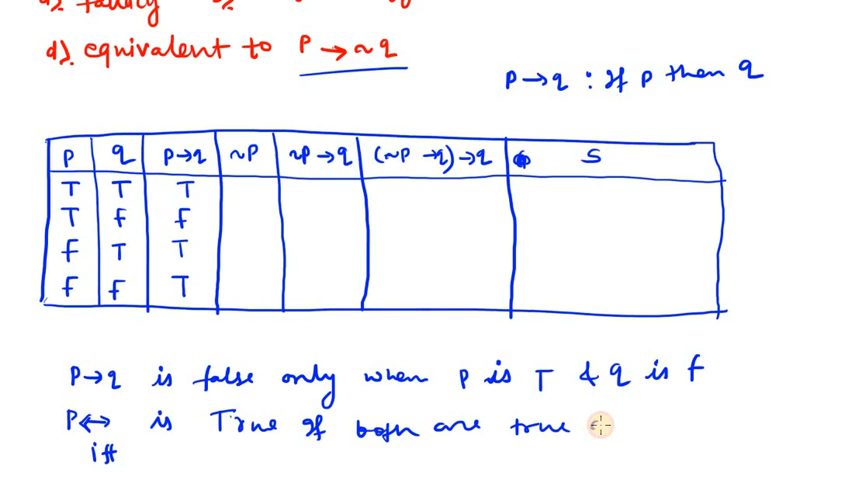 d). equivalent to P → ~q
P → q : If P then q
P q P→q ~P ~P→q (~P→q)→q S
T T T
T F F
F T T
F F T
P→q is false only when P is T & q is F
P↔ is True if both are true
iff